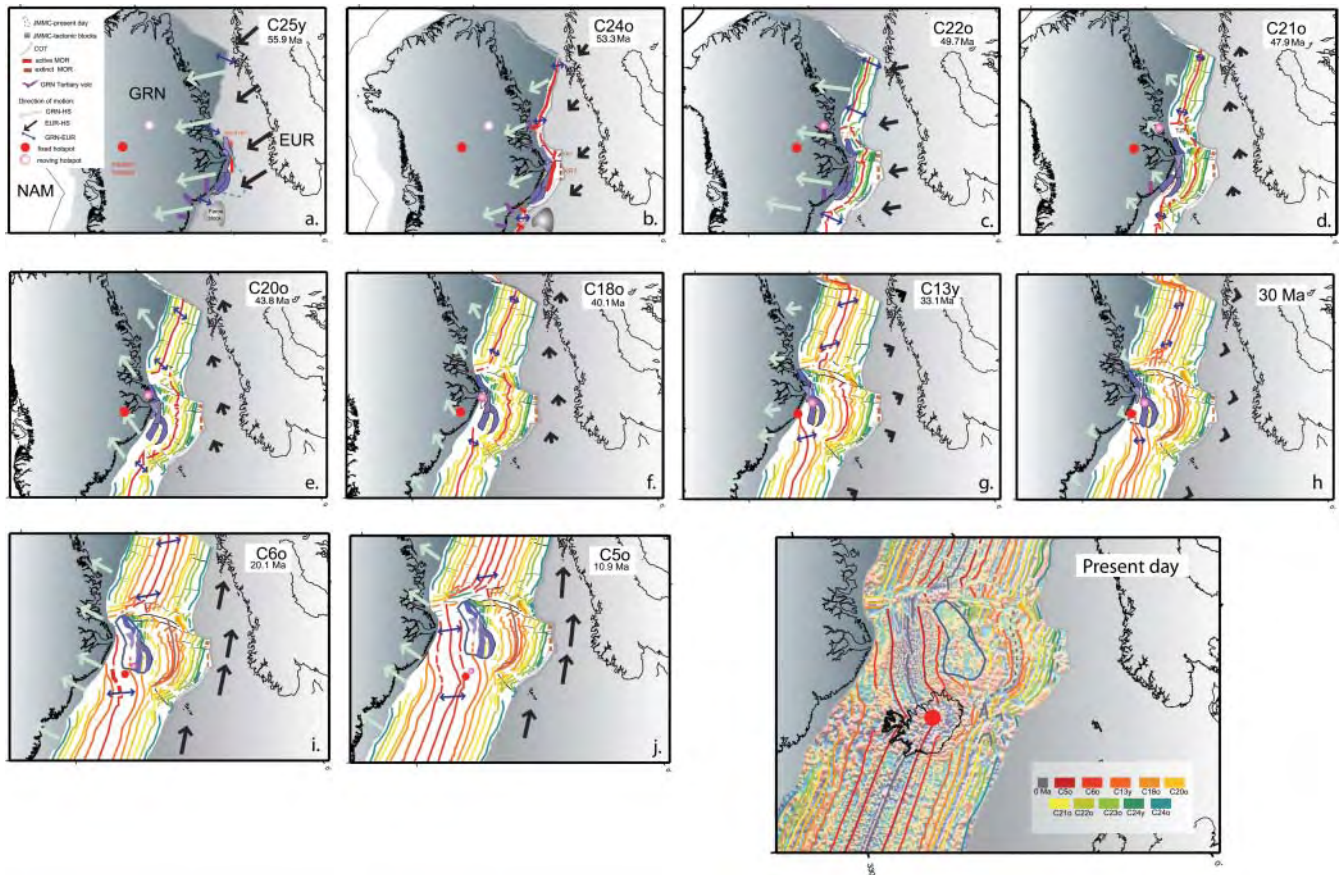 JMMC-present day
JMMC-tectonic blocks
COT
active MOR
extinct MOR
GRN Tertiary volc
Direction of motion:
GRN-HS
EUR-HS
GRN-EUR
fixed hotspot
moving hotspot
NAM
GRN
EUR
C25y
55.9 Ma
a.
C24o
53.3 Ma
b.
C22o
49.7 Ma
c.
C21o
47.9 Ma
d.
C20o
43.8 Ma
e.
C18o
40.1 Ma
f.
C13y
33.1 Ma
g.
30 Ma
h
C6o
20.1 Ma
i.
C5o
10.9 Ma
j.
Present day
0 Ma C5o C6o C13y C18o C20o
C21o C22o C23o C24y C24o